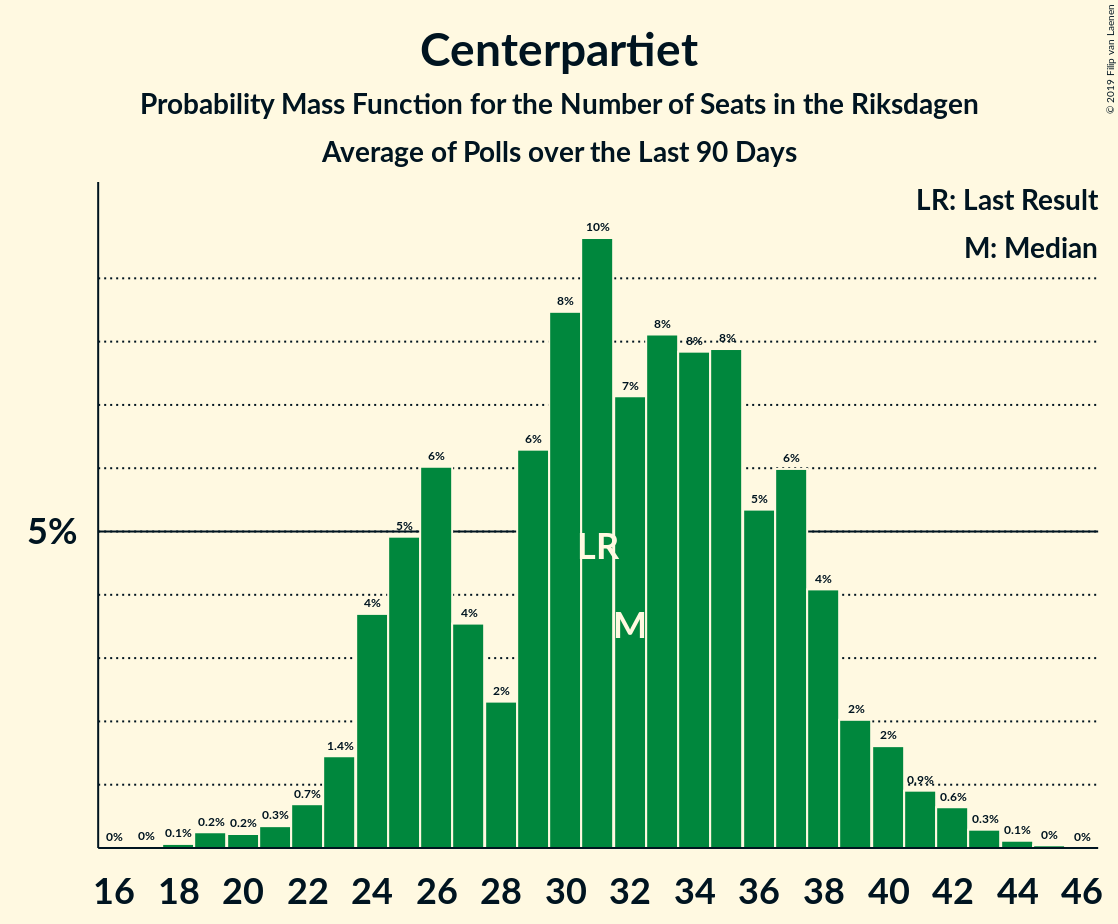 Centerpartiet
Probability Mass Function for the Number of Seats in the Riksdagen
Average of Polls over the Last 90 Days
© 2019 Filip van Laenen
LR: Last Result
M: Median
5%
0% 0% 0.1% 0.2% 0.2% 0.3% 0.7% 1.4% 4% 5% 6% 4% 2% 6% 8% 10% 7% 8% 8% 8% 5% 6% 4% 2% 2% 0.9% 0.6% 0.3% 0.1% 0% 0%
LR
M
16 18 20 22 24 26 28 30 32 34 36 38 40 42 44 46